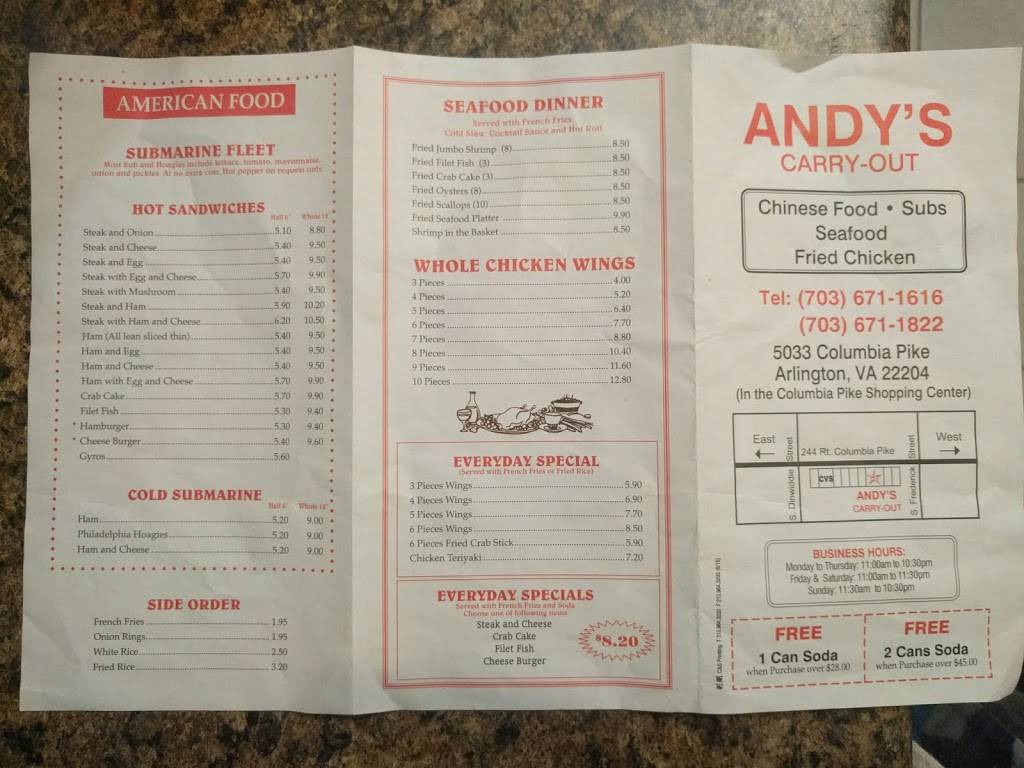 AMERICAN FOOD
SUBMARINE FLEET
Most Sub and Hoagies include lettuce, tomato, mayonnaise,
onion and pickles. At no extra cost. Hot pepper on request only
HOT SANDWICHES
Half 6" Whole 12"
Steak and Onion 5.10 8.80
Steak and Cheese 5.40 9.50
Steak and Egg 5.40 9.50
Steak with Egg and Cheese 5.70 9.90
Steak with Mushroom 5.40 9.50
Steak and Ham 5.90 10.20
Steak with Ham and Cheese 6.20 10.50
Ham (All lean sliced thin) 5.40 9.50
Ham and Egg 5.40 9.50
Ham and Cheese 5.40 9.50
Ham with Egg and Cheese 5.70 9.90
Crab Cake 5.70 9.90
Filet Fish 5.30 9.40
* Hamburger 5.30 9.40
* Cheese Burger 5.40 9.60
Gyros 5.60
COLD SUBMARINE
Half 6" Whole 12"
Ham 5.20 9.00
Philadelphia Hoagies 5.20 9.00
Ham and Cheese 5.20 9.00
SIDE ORDER
French Fries 1.95
Onion Rings 1.95
White Rice 2.50
Fried Rice 3.20
SEAFOOD DINNER
Served with French Fries,
Cold Slaw, Cocktail Sauce and Hot Roll
Fried Jumbo Shrimp (8) 8.50
Fried Filet Fish (3) 8.50
Fried Crab Cake (3) 8.50
Fried Oysters (8) 8.50
Fried Scallops (10) 8.50
Fried Seafood Platter 9.90
Shrimp in the Basket 8.50
WHOLE CHICKEN WINGS
3 Pieces 4.00
4 Pieces 5.20
5 Pieces 6.40
6 Pieces 7.70
7 Pieces 8.80
8 Pieces 10.40
9 Pieces 11.60
10 Pieces 12.80
EVERYDAY SPECIAL
(Served with French Fries or Fried Rice)
3 Pieces Wings 5.90
4 Pieces Wings 6.90
5 Pieces Wings 7.70
6 Pieces Wings 8.50
6 Pieces Fried Crab Stick 5.90
Chicken Teriyaki 7.20
EVERYDAY SPECIALS
Served with French Fries and Soda
Choose one of following items
Steak and Cheese
Crab Cake
Filet Fish
Cheese Burger
$8.20
ANDY'S
CARRY-OUT
Chinese Food • Subs
Seafood
Fried Chicken
Tel: (703) 671-1616
(703) 671-1822
5033 Columbia Pike
Arlington, VA 22204
(In the Columbia Pike Shopping Center)
East
West
244 Rt. Columbia Pike
S. Dinwiddie Street
S. Frederick Street
CVS
ANDY'S
CARRY-OUT
BUSINESS HOURS:
Monday to Thursday: 11:00am to 10:30pm
Friday & Saturday: 11:00am to 11:30pm
Sunday: 11:30am to 10:30pm
FREE
1 Can Soda
when Purchase over $28.00
FREE
2 Cans Soda
when Purchase over $45.00